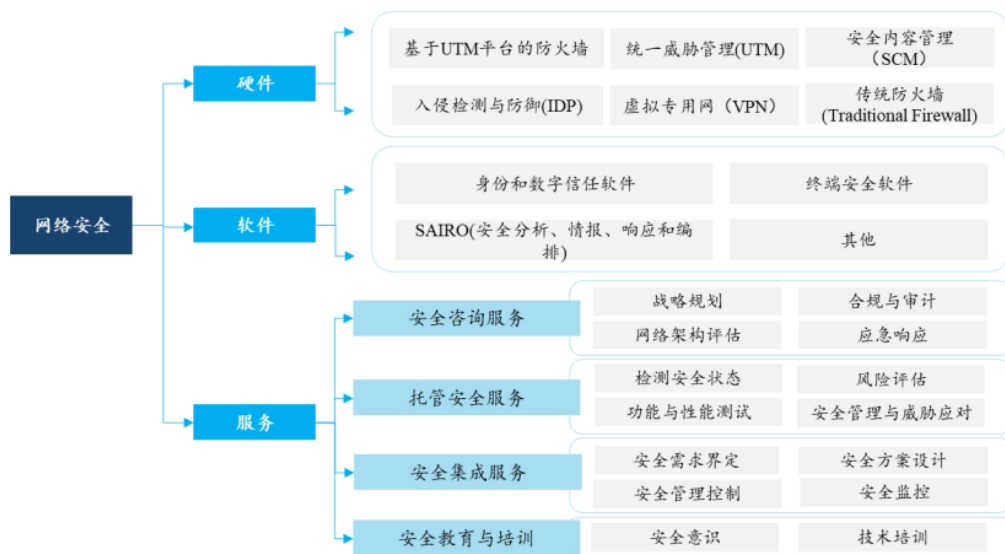 网络安全
硬件
基于UTM平台的防火墙
统一威胁管理(UTM)
安全内容管理
（SCM）
入侵检测与防御(IDP)
虚拟专用网（VPN）
传统防火墙
(Traditional Firewall)
软件
身份和数字信任软件
终端安全软件
SAIRO(安全分析、情报、响应和编
排)
其他
服务
安全咨询服务
战略规划
合规与审计
网络架构评估
应急响应
托管安全服务
检测安全状态
风险评估
功能与性能测试
安全管理与威胁应对
安全集成服务
安全需求界定
安全方案设计
安全管理控制
安全监控
安全教育与培训
安全意识
技术培训